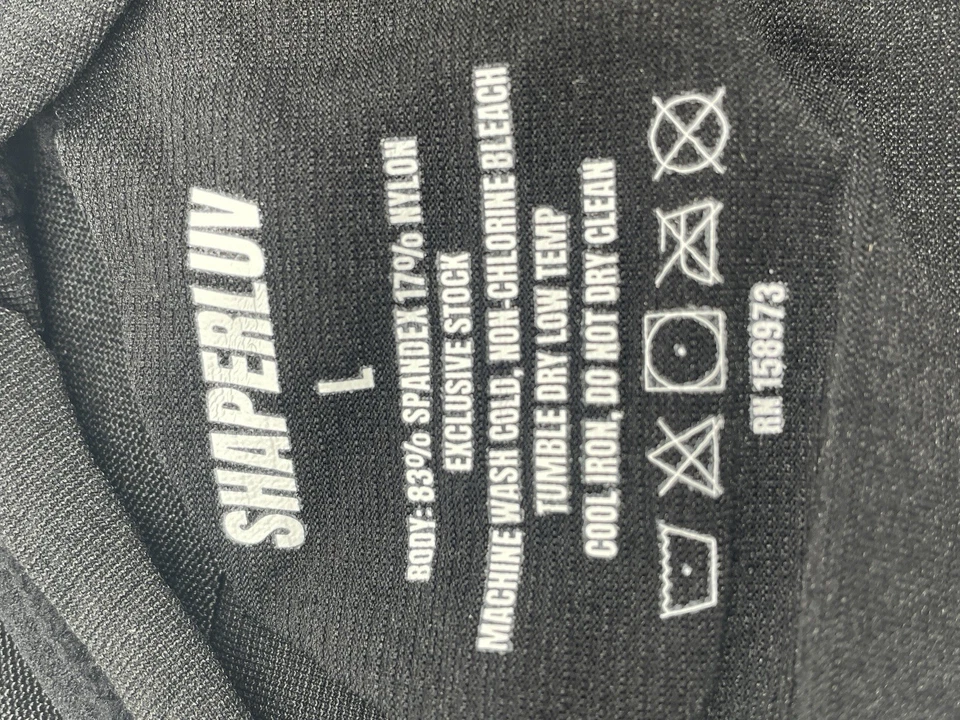 SHAPERLUV
L
BODY: 83% SPANDEX 17% NYLON
EXCLUSIVE STOCK
MACHINE WASH COLD, NON-CHLORINE BLEACH
TUMBLE DRY LOW TEMP
COOL IRON, DO NOT DRY CLEAN
RN 158973